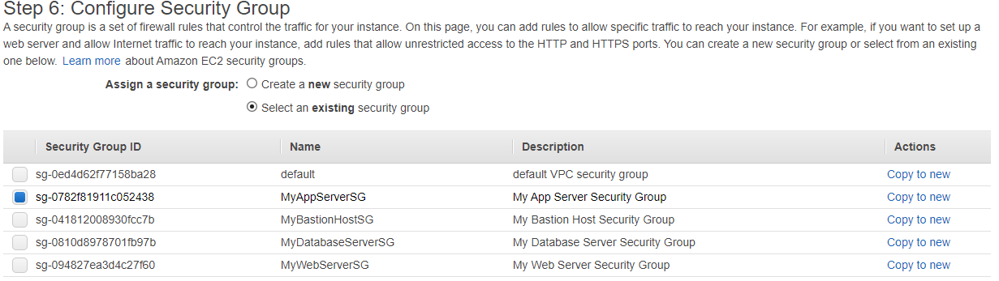 Step 6: Configure Security Group
A security group is a set of firewall rules that control the traffic for your instance. On this page, you can add rules to allow specific traffic to reach your instance. For example, if you want to set up a
web server and allow Internet traffic to reach your instance, add rules that allow unrestricted access to the HTTP and HTTPS ports. You can create a new security group or select from an existing
one below. Learn more about Amazon EC2 security groups.
Assign a security group: Create a new security group
Select an existing security group
Security Group ID Name Description Actions
sg-0ed4d62f77158ba28 default default VPC security group Copy to new
sg-0782f81911c052438 MyAppServerSG My App Server Security Group Copy to new
sg-041812008930fcc7b MyBastionHostSG My Bastion Host Security Group Copy to new
sg-0810d8978701fb97b MyDatabaseServerSG My Database Server Security Group Copy to new
sg-094827ea3d4c27f60 MyWebServerSG My Web Server Security Group Copy to new